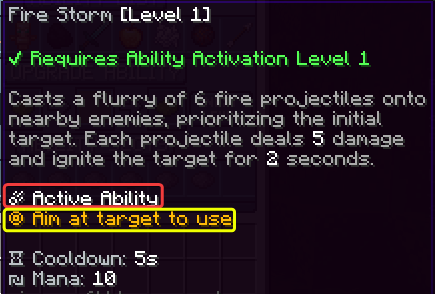 Fire Storm [Level 1]
✓ Requires Ability Activation Level 1
Casts a flurry of 6 fire projectiles onto
nearby enemies, prioritizing the initial
target. Each projectile deals 5 damage
and ignite the target for 2 seconds.
Active Ability
Aim at target to use
Cooldown: 5s
Mana: 10